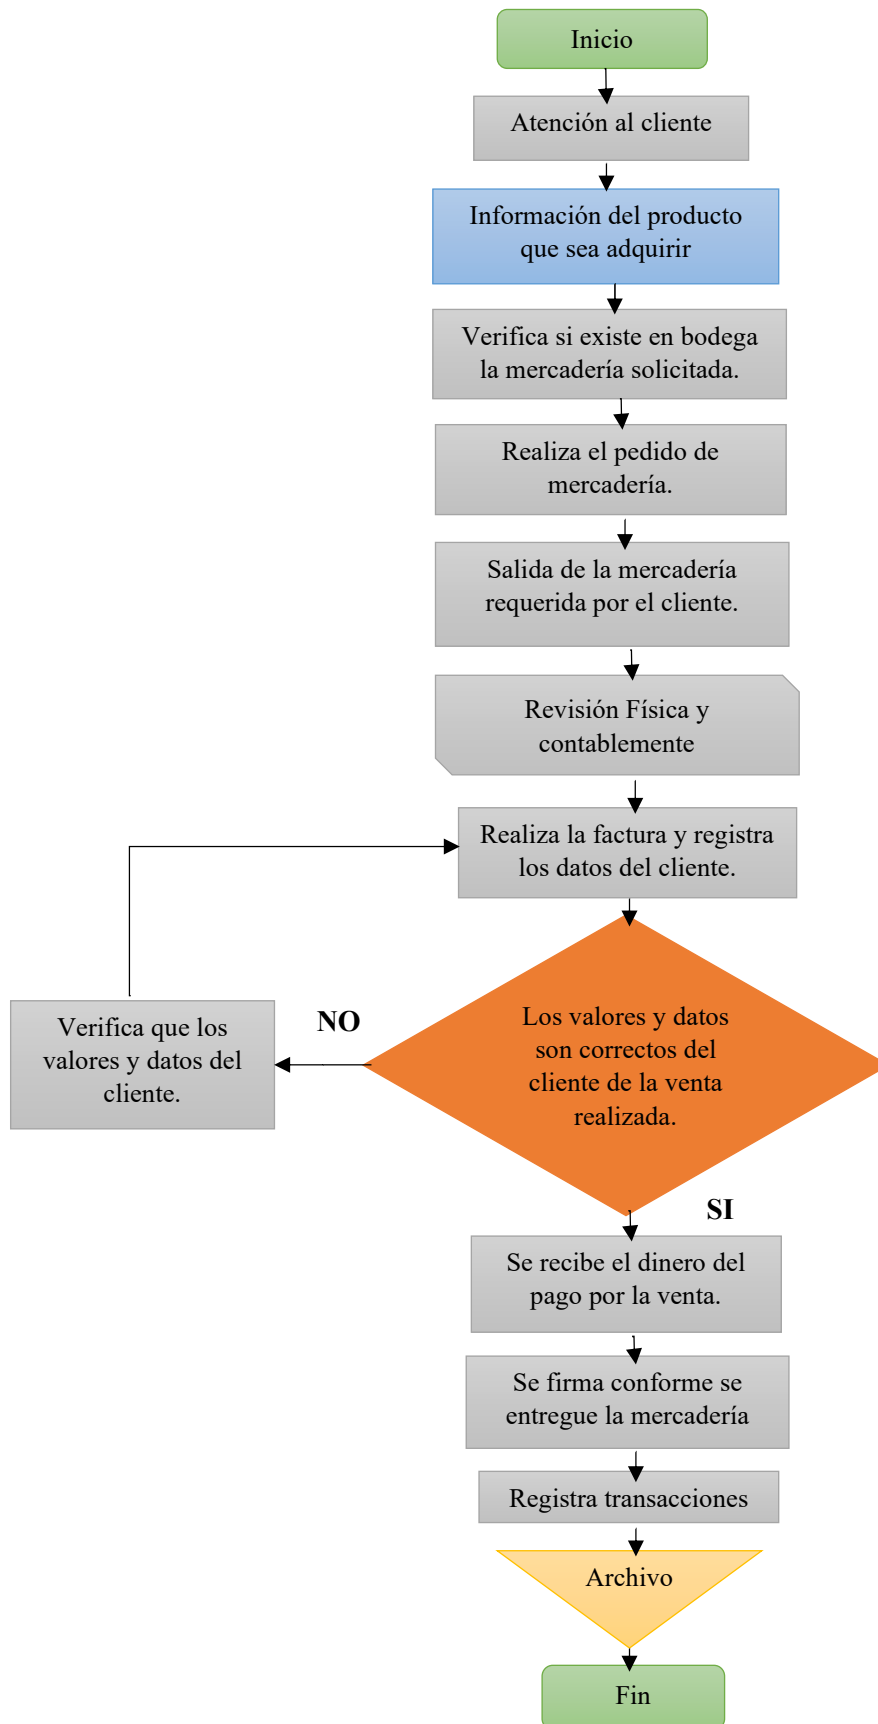 Inicio
Atención al cliente
Información del producto
que sea adquirir
Verifica si existe en bodega
la mercadería solicitada.
Realiza el pedido de
mercadería.
Salida de la mercadería
requerida por el cliente.
Revisión Física y
contablemente
Realiza la factura y registra
los datos del cliente.
Los valores y datos
son correctos del
cliente de la venta
realizada.
NO
Verifica que los
valores y datos del
cliente.
SI
Se recibe el dinero del
pago por la venta.
Se firma conforme se
entregue la mercadería
Registra transacciones
Archivo
Fin